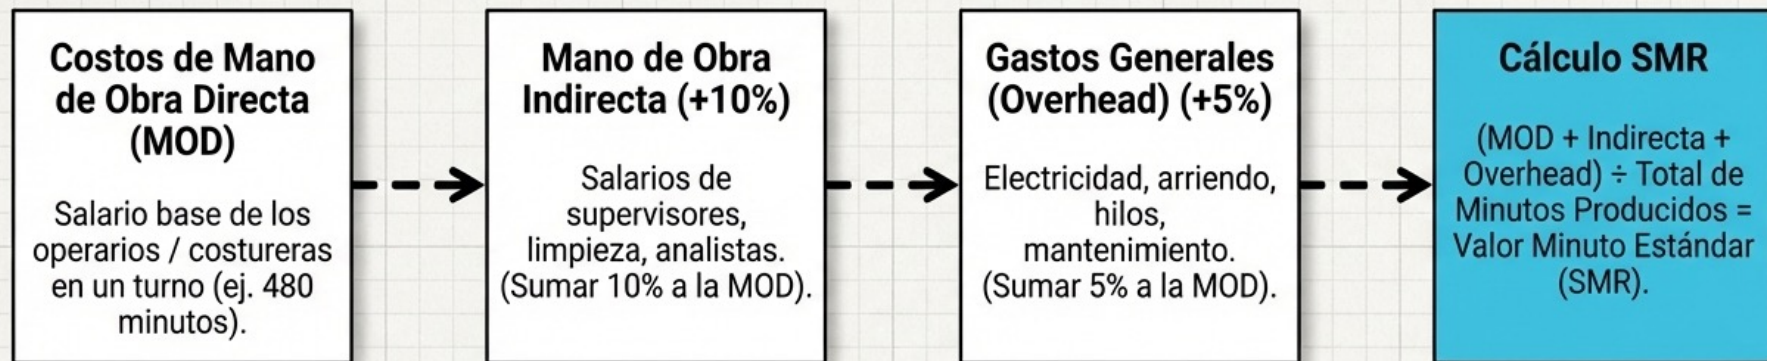 Costos de Mano
de Obra Directa
(MOD)
Salario base de los
operarios / costureras
en un turno (ej. 480
minutos).
Mano de Obra
Indirecta (+10%)
Salarios de
supervisores,
limpieza, analistas.
(Sumar 10% a la MOD).
Gastos Generales
(Overhead) (+5%)
Electricidad, arriendo,
hilos,
mantenimiento.
(Sumar 5% a la MOD).
Cálculo SMR
(MOD + Indirecta +
Overhead) ÷ Total de
Minutos Producidos =
Valor Minuto Estándar
(SMR).